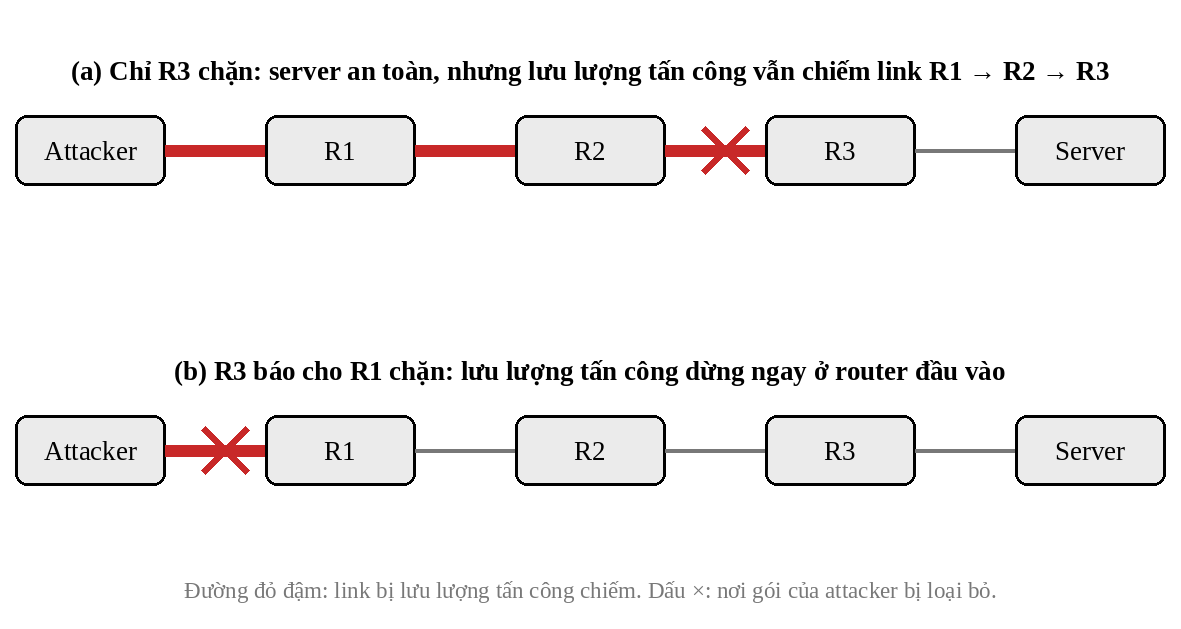 (a) Chỉ R3 chặn: server an toàn, nhưng lưu lượng tấn công vẫn chiếm link R1 → R2 → R3
Attacker R1 R2 R3 Server
(b) R3 báo cho R1 chặn: lưu lượng tấn công dừng ngay ở router đầu vào
Attacker R1 R2 R3 Server
Đường đỏ đậm: link bị lưu lượng tấn công chiếm. Dấu ×: nơi gói của attacker bị loại bỏ.